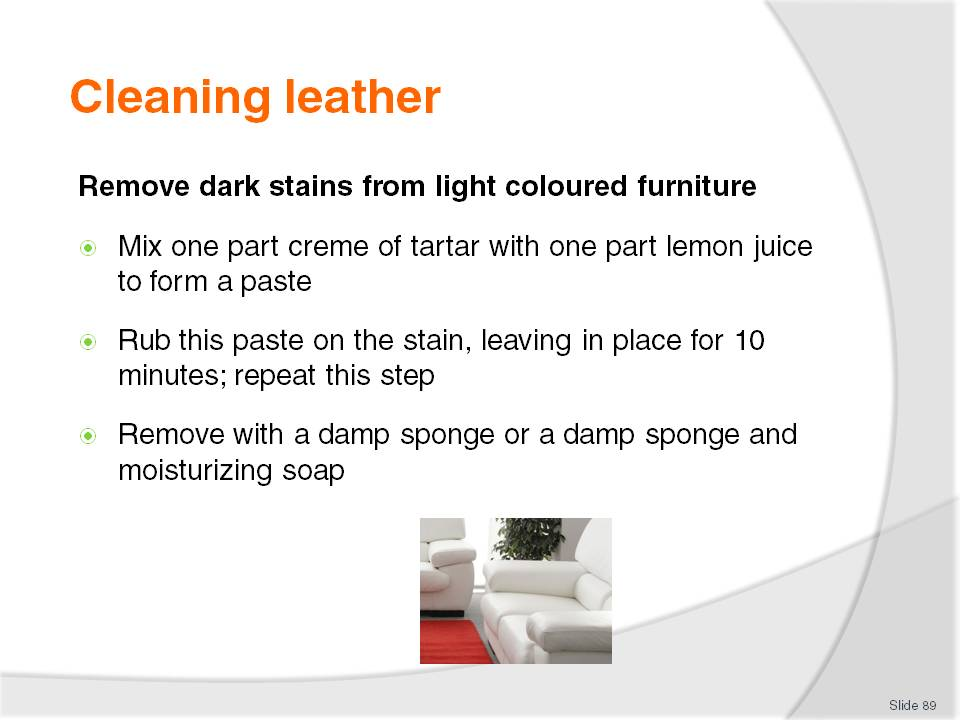 Cleaning leather
Remove dark stains from light coloured furniture
Mix one part creme of tartar with one part lemon juice
to form a paste
Rub this paste on the stain, leaving in place for 10
minutes; repeat this step
Remove with a damp sponge or a damp sponge and
moisturizing soap
Slide 89